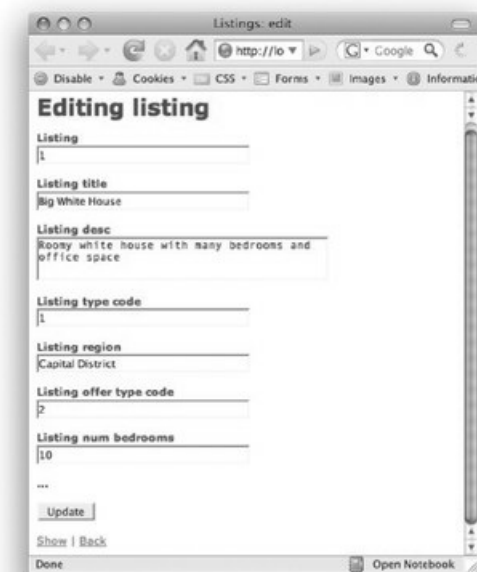 Listings: edit
http://lo
Google
Disable Cookies CSS Forms Images Informati
Editing listing
Listing
1
Listing title
Big White House
Listing desc
Roomy white house with many bedrooms and
office space
Listing type code
1
Listing region
Capital District
Listing offer type code
2
Listing num bedrooms
10
...
Update
Show | Back
Done Open Notebook